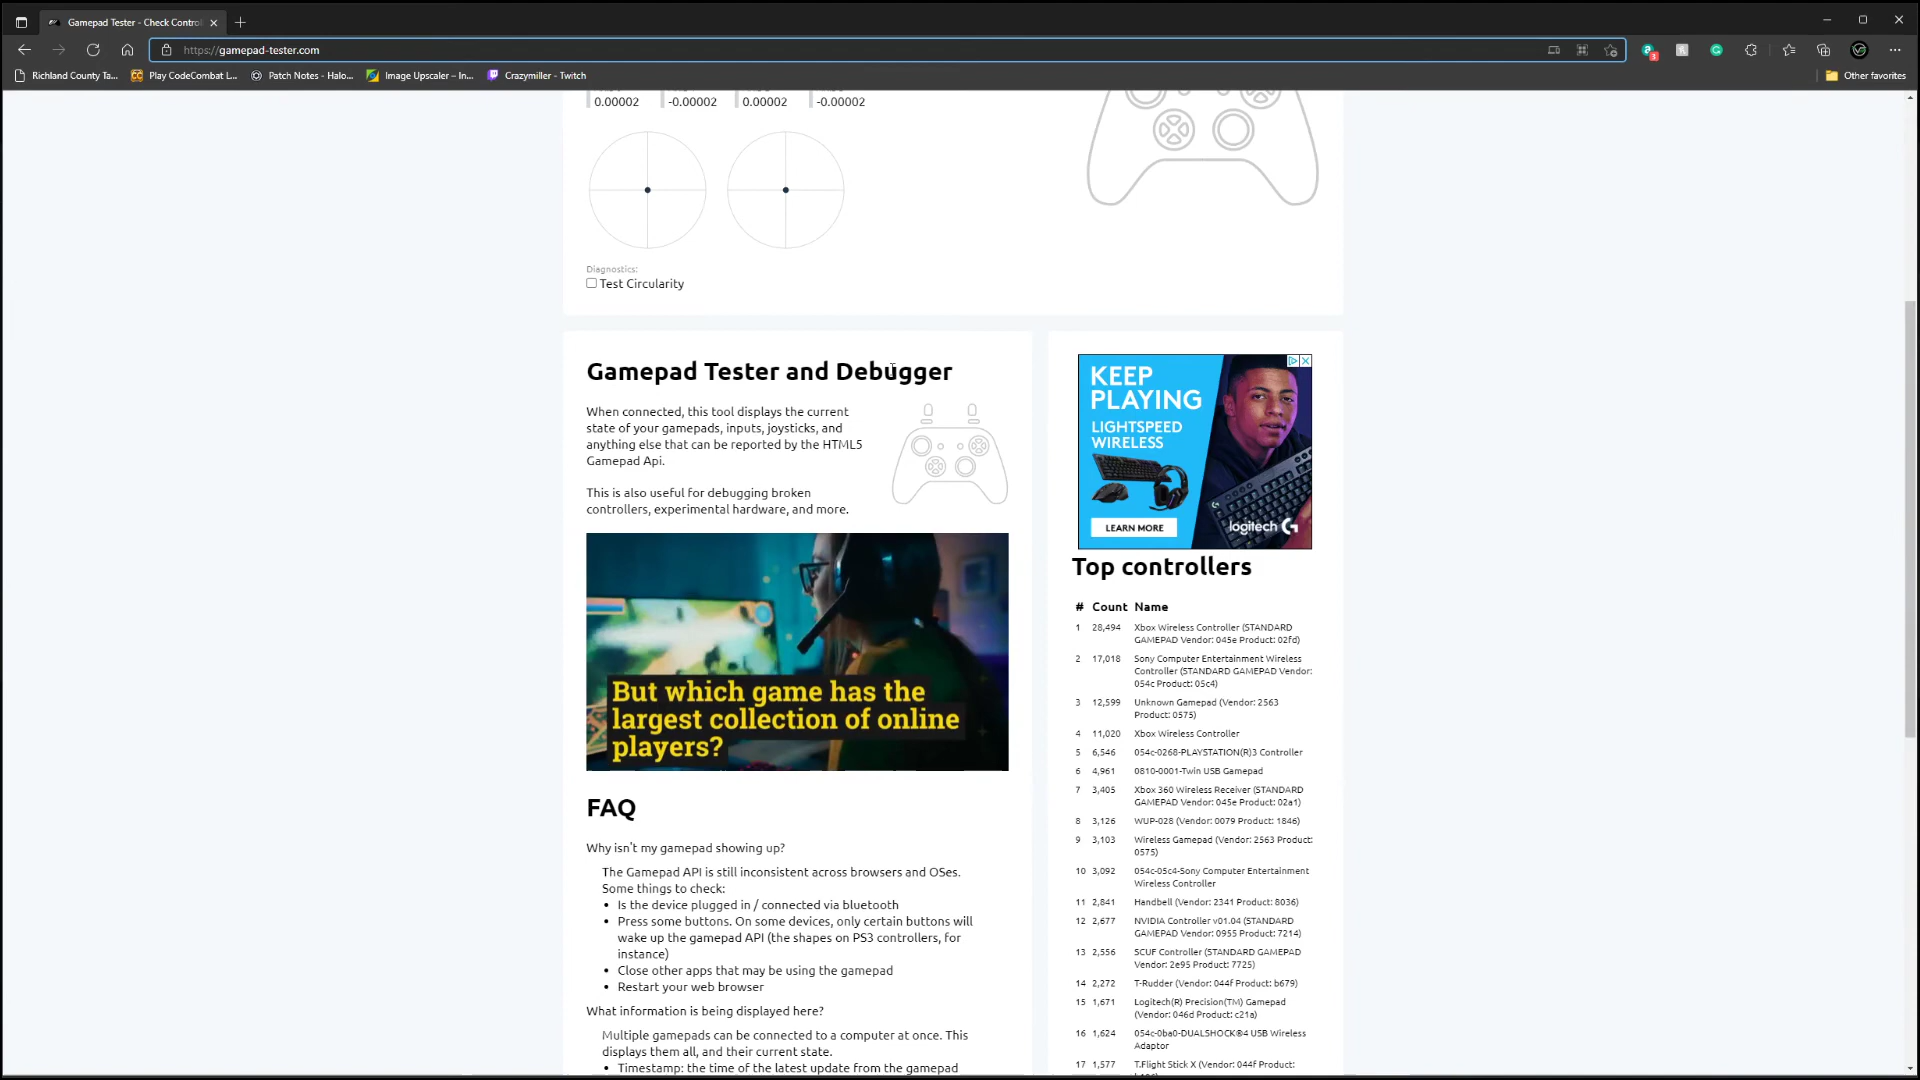 Gamepad Tester - Check Contro
https://gamepad-tester.com
3
Richland County Ta...
Play CodeCombat L...
Patch Notes - Halo...
Image Upscaler – In...
Crazymiller - Twitch
Other favorites
0.00002
-0.00002
0.00002
-0.00002
Diagnostics:
Test Circularity
Gamepad Tester and Debugger
When connected, this tool displays the current
state of your gamepads, inputs, joysticks, and
anything else that can be reported by the HTML5
Gamepad Api.
This is also useful for debugging broken
controllers, experimental hardware, and more.
But which game has the
largest collection of online
players?
FAQ
Why isn't my gamepad showing up?
The Gamepad API is still inconsistent across browsers and OSes.
Some things to check:
• Is the device plugged in / connected via bluetooth
• Press some buttons. On some devices, only certain buttons will
wake up the gamepad API (the shapes on PS3 controllers, for
instance)
• Close other apps that may be using the gamepad
• Restart your web browser
What information is being displayed here?
Multiple gamepads can be connected to a computer at once. This
displays them all, and their current state.
• Timestamp: the time of the latest update from the gamepad
KEEP
PLAYING
LIGHTSPEED
WIRELESS
LEARN MORE
logitech G
Top controllers
# Count Name
1 28,494 Xbox Wireless Controller (STANDARD
GAMEPAD Vendor: 045e Product: 02fd)
2 17,018 Sony Computer Entertainment Wireless
Controller (STANDARD GAMEPAD Vendor:
054c Product: 05c4)
3 12,599 Unknown Gamepad (Vendor: 2563
Product: 0575)
4 11,020 Xbox Wireless Controller
5 6,546 054c-0268-PLAYSTATION(R)3 Controller
6 4,961 0810-0001-Twin USB Gamepad
7 3,405 Xbox 360 Wireless Receiver (STANDARD
GAMEPAD Vendor: 045e Product: 02a1)
8 3,126 WUP-028 (Vendor: 0079 Product: 1846)
9 3,103 Wireless Gamepad (Vendor: 2563 Product:
0575)
10 3,092 054c-05c4-Sony Computer Entertainment
Wireless Controller
11 2,841 Handbell (Vendor: 2341 Product: 8036)
12 2,677 NVIDIA Controller v01.04 (STANDARD
GAMEPAD Vendor: 0955 Product: 7214)
13 2,556 SCUF Controller (STANDARD GAMEPAD
Vendor: 2e95 Product: 7725)
14 2,272 T-Rudder (Vendor: 044f Product: b679)
15 1,671 Logitech(R) Precision(TM) Gamepad
(Vendor: 046d Product: c21a)
16 1,624 054c-0ba0-DUALSHOCK®4 USB Wireless
Adaptor
17 1,577 T.Flight Stick X (Vendor: 044f Product: